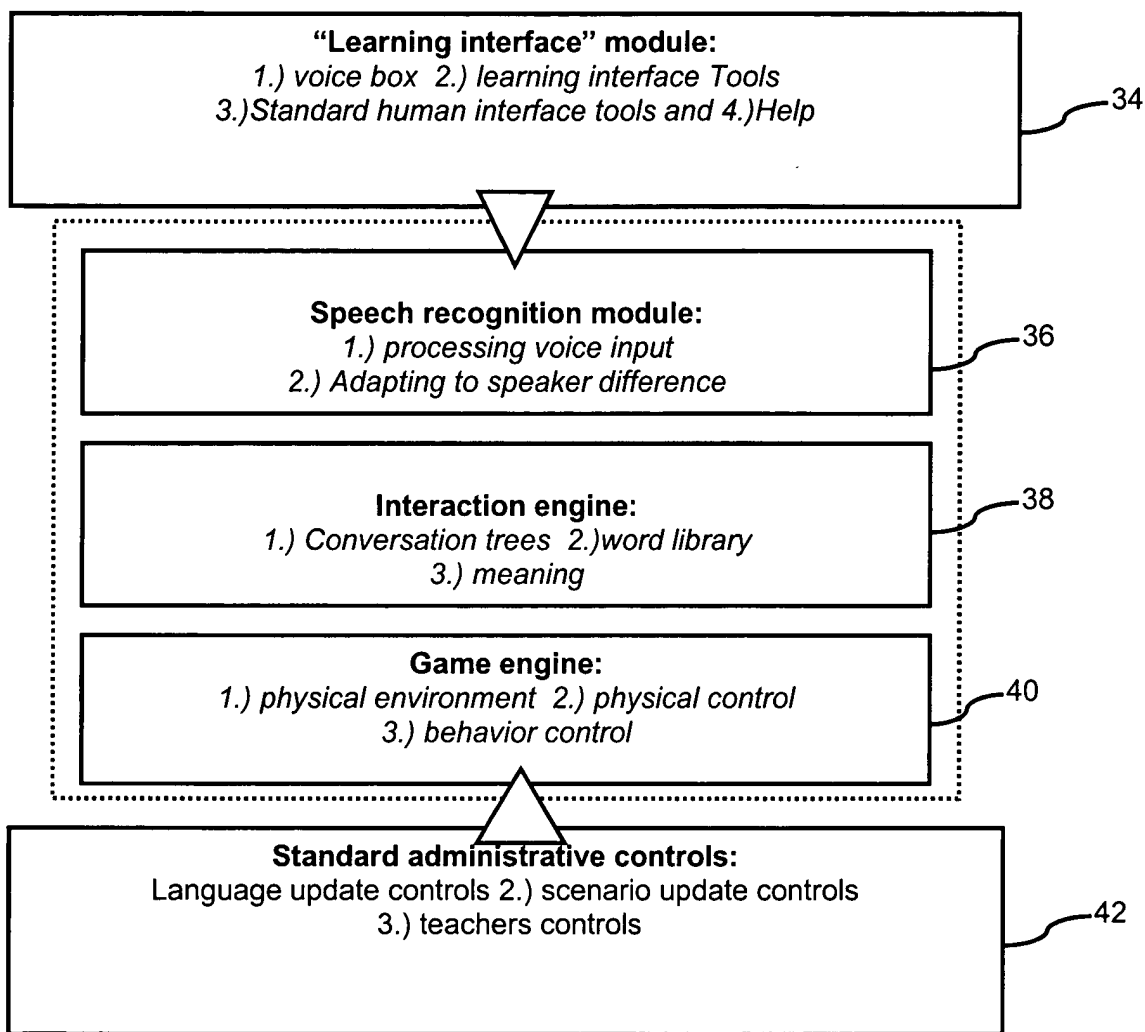 “Learning interface” module:
1.) voice box 2.) learning interface Tools
3.)Standard human interface tools and 4.)Help
34
Speech recognition module:
1.) processing voice input
2.) Adapting to speaker difference
36
Interaction engine:
1.) Conversation trees 2.)word library
3.) meaning
38
Game engine:
1.) physical environment 2.) physical control
3.) behavior control
40
Standard administrative controls:
Language update controls 2.) scenario update controls
3.) teachers controls
42